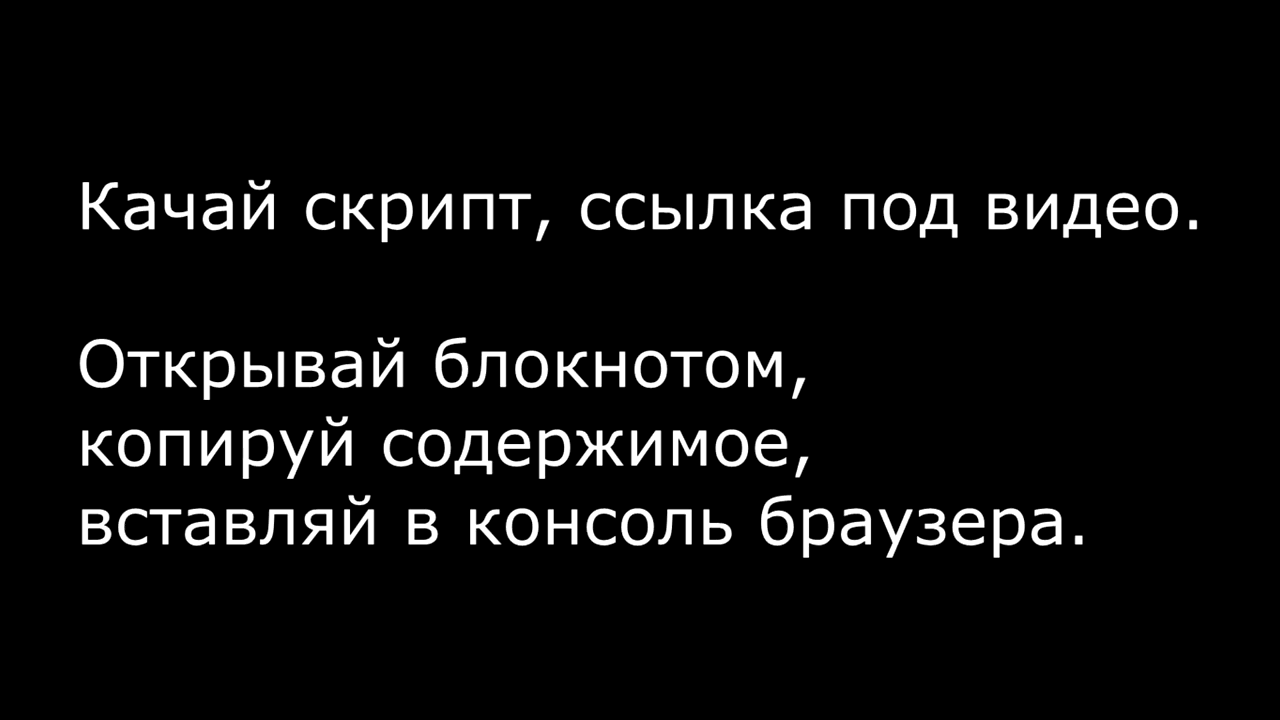 Качай скрипт, ссылка под видео.
Открывай блокнотом,
копируй содержимое,
вставляй в консоль браузера.